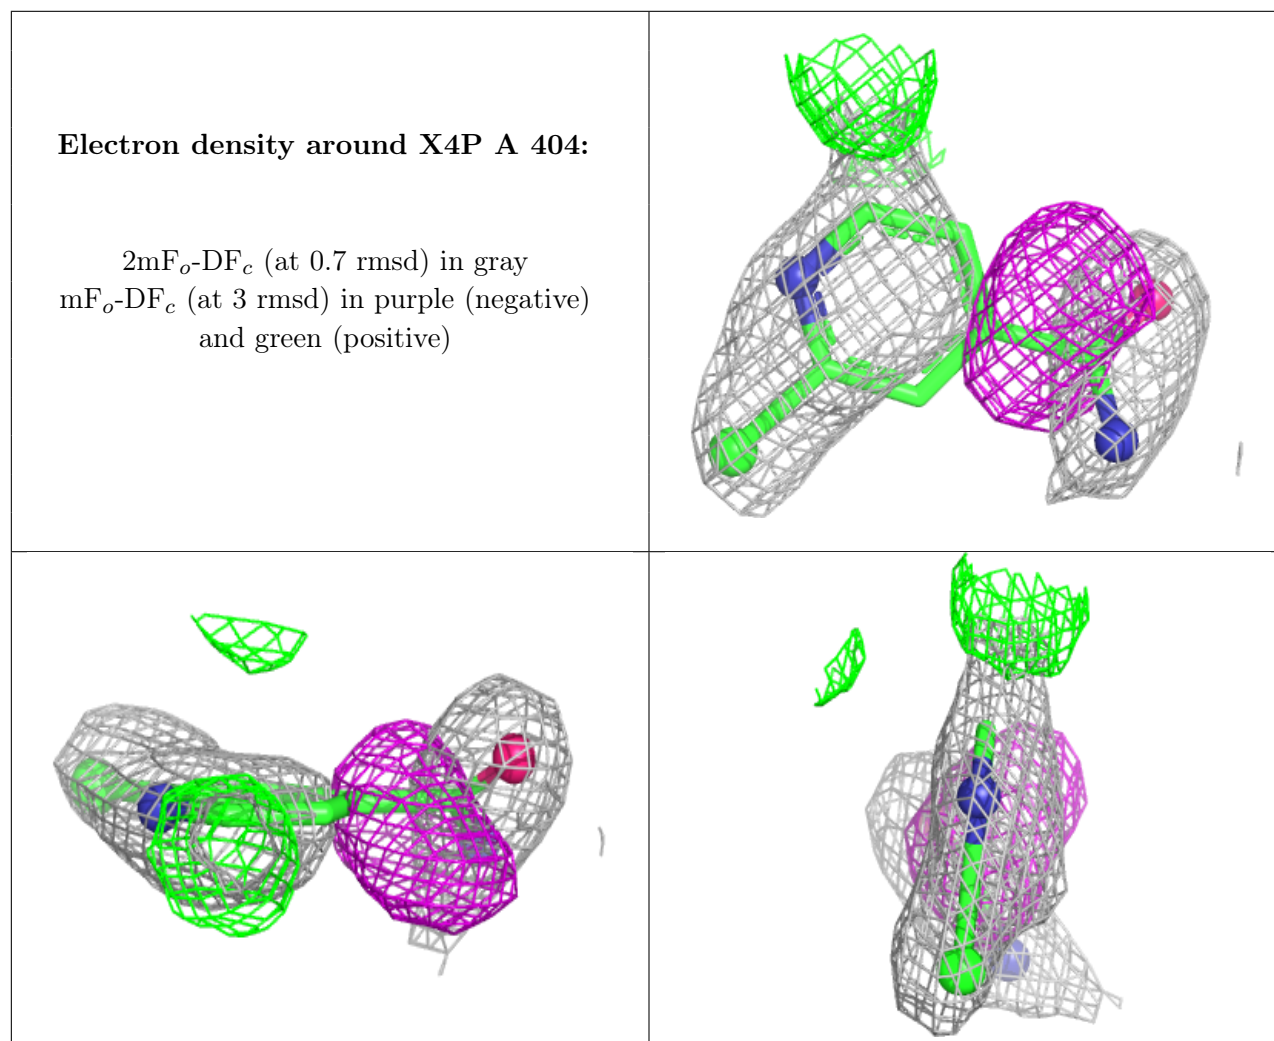 Electron density around X4P A 404:
2mFo-DFc (at 0.7 rmsd) in gray
mFo-DFc (at 3 rmsd) in purple (negative)
and green (positive)